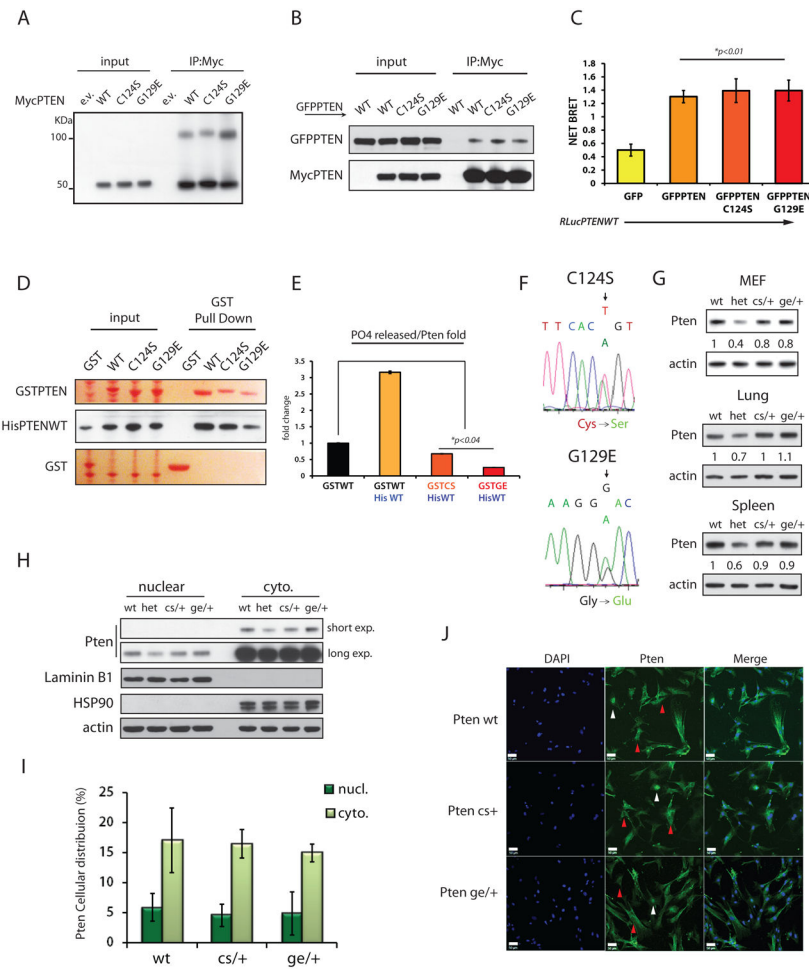 A
input
IP:Myc
MycPTEN
e.v.
WT
C124S
G129E
e.v.
WT
C124S
G129E
KDa
100
50
B
input
IP:Myc
GFPPTEN
WT
WT
C124S
G129E
WT
WT
C124S
G129E
GFPPTEN
MycPTEN
C
*p<0.01
NET BRET
2
1.8
1.6
1.4
1.2
1
0.8
0.6
0.4
0.2
0
GFP
GFPPTEN
GFPPTEN
C124S
GFPPTEN
G129E
RLucPTENWT
D
input
GST
Pull Down
GST
WT
C124S
G129E
GST
WT
C124S
G129E
GSTPTEN
HisPTENWT
GST
E
PO4 released/Pten fold
fold change
3.5
3
2.5
2
1.5
1
0.5
0
*p<0.04
GSTWT
GSTWT
His WT
GSTCS
HisWT
GSTGE
HisWT
F
C124S
T
T T C A C G T
A
Cys → Ser
G129E
G
A A G G A C
A
Gly → Glu
G
MEF
wt het cs/+ ge/+
Pten
1 0.4 0.8 0.8
actin
Lung
wt het cs/+ ge/+
Pten
1 0.7 1 1.1
actin
Spleen
wt het cs/+ ge/+
Pten
1 0.6 0.9 0.9
actin
H
nuclear
cyto.
wt het cs/+ ge/+
wt het cs/+ ge/+
Pten
short exp.
long exp.
Laminin B1
HSP90
actin
I
Pten Cellular distribuion (%)
25
20
15
10
5
0
nucl.
cyto.
wt
cs/+
ge/+
J
DAPI
Pten
Merge
Pten wt
Pten cs+
Pten ge/+